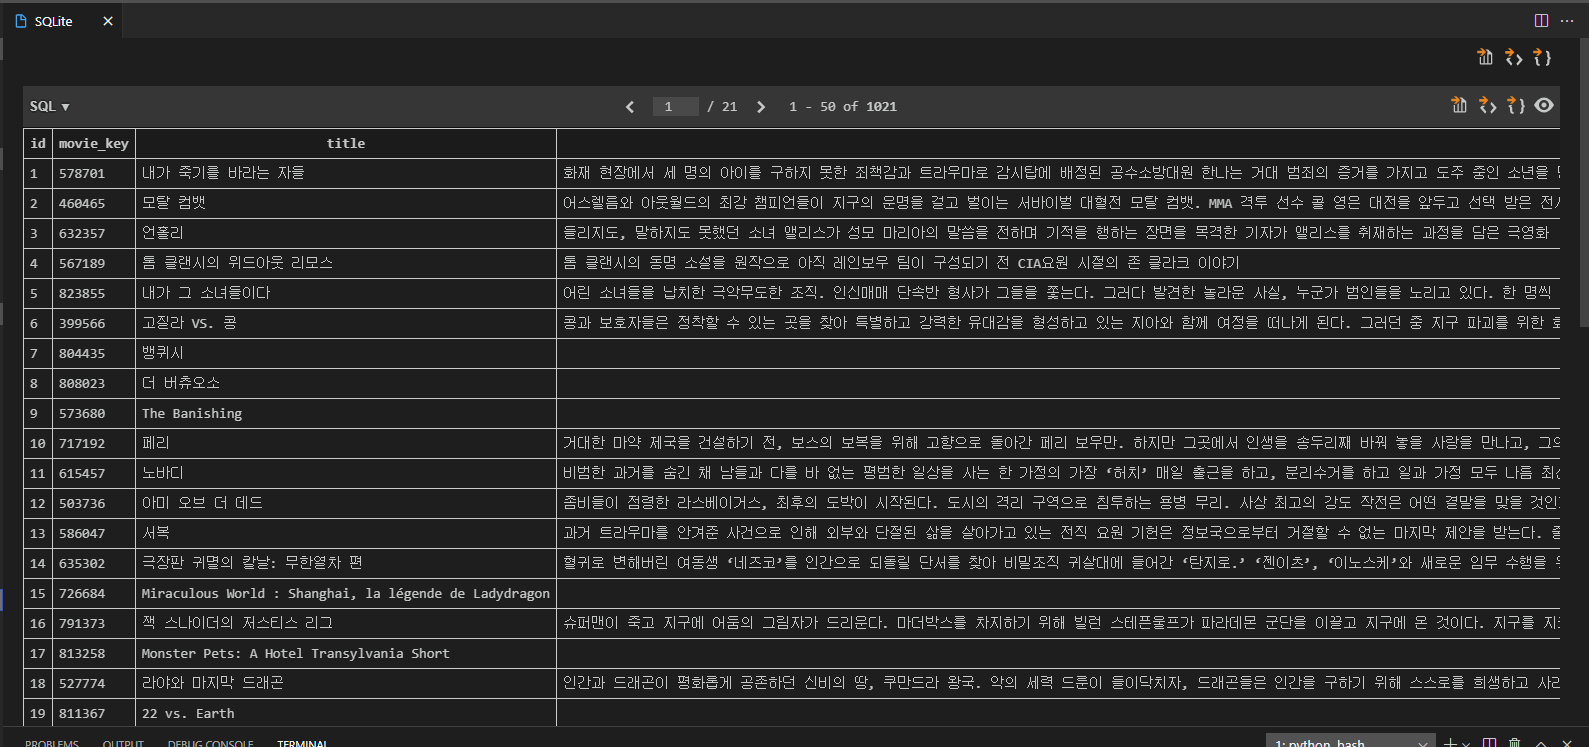 SQLite
SQL
1 / 21 1 - 50 of 1021
id movie_key title
1 578701 내가 죽기를 바라는 자들 화재 현장에서 세 명의 아이를 구하지 못한 죄책감과 트라우마로 감시탑에 배정된 공수소방대원 한나는 거대 범죄의 증거를 가지고 도주 중인 소년을
2 460465 모탈 컴뱃 어스렐름와 아웃월드의 최강 챔피언들이 지구의 운명을 걸고 벌이는 서바이벌 대혈전 모탈 컴뱃. MMA 격투 선수 콜 영은 대전을 앞두고 선택 받은 전사
3 632357 언홀리 들리지도, 말하지도 못했던 소녀 앨리스가 성모 마리아의 말씀을 전하며 기적을 행하는 장면을 목격한 기자가 앨리스를 취재하는 과정을 담은 극영화
4 567189 톰 클랜시의 위드아웃 리모스 톰 클랜시의 동명 소설을 원작으로 아직 레인보우 팀이 구성되기 전 CIA요원 시절의 존 클라크 이야기
5 823855 내가 그 소녀들이다 어린 소녀들을 납치한 극악무도한 조직. 인신매매 단속반 형사가 그들을 쫓는다. 그러다 발견한 놀라운 사실, 누군가 범인들을 노리고 있다. 한 명씩
6 399566 고질라 VS. 콩 콩과 보호자들은 정착할 수 있는 곳을 찾아 특별하고 강력한 유대감을 형성하고 있는 지아와 함께 여정을 떠나게 된다. 그러던 중 지구 파괴를 위한
7 804435 뱅퀴시
8 808023 더 버츄오소
9 573680 The Banishing
10 717192 페리 거대한 마약 제국을 건설하기 전, 보스의 보복을 위해 고향으로 돌아간 페리 보우만. 하지만 그곳에서 인생을 송두리째 바꿔 놓을 사랑을 만나고, 그의
11 615457 노바디 비범한 과거를 숨긴 채 남들과 다를 바 없는 평범한 일상을 사는 한 가정의 가장 ‘허치’ 매일 출근을 하고, 분리수거를 하고 일과 가정 모두 나름 최선
12 503736 아미 오브 더 데드 좀비들이 점령한 라스베이거스, 최후의 도박이 시작된다. 도시의 격리 구역으로 침투하는 용병 무리. 사상 최고의 강도 작전은 어떤 결말을 맞을 것인
13 586047 서복 과거 트라우마를 안겨준 사건으로 인해 외부와 단절된 삶을 살아가고 있는 전직 요원 기헌은 정보국으로부터 거절할 수 없는 마지막 제안을 받는다.
14 635302 극장판 귀멸의 칼날: 무한열차 편 혈귀로 변해버린 여동생 ‘네즈코’를 인간으로 되돌릴 단서를 찾아 비밀조직 귀살대에 들어간 ‘탄지로.’ ‘젠이츠’, ‘이노스케’와 새로운 임무 수행을
15 726684 Miraculous World : Shanghai, la légende de Ladydragon
16 791373 잭 스나이더의 저스티스 리그 슈퍼맨이 죽고 지구에 어둠의 그림자가 드리운다. 마더박스를 차지하기 위해 빌런 스테픈울프가 파라데몬 군단을 이끌고 지구에 온 것이다. 지구를
17 813258 Monster Pets: A Hotel Transylvania Short
18 527774 라야와 마지막 드래곤 인간과 드래곤이 평화롭게 공존하던 신비의 땅, 쿠만드라 왕국. 악의 세력 드룬이 들이닥치자, 드래곤들은 인간을 구하기 위해 스스로를 희생하고
19 811367 22 vs. Earth
PROBLEMS OUTPUT DEBUG CONSOLE TERMINAL 1: python, bash